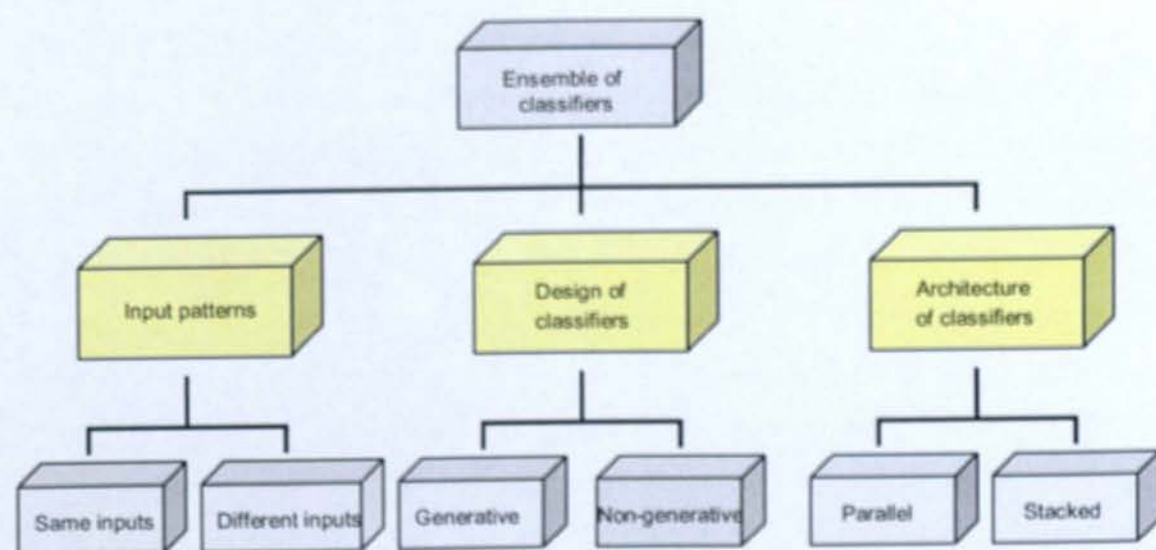 Ensemble of
classifiers
Input patterns
Design of
classifiers
Architecture
of classifiers
Same inputs
Different inputs
Generative
Non-generative
Parallel
Stacked